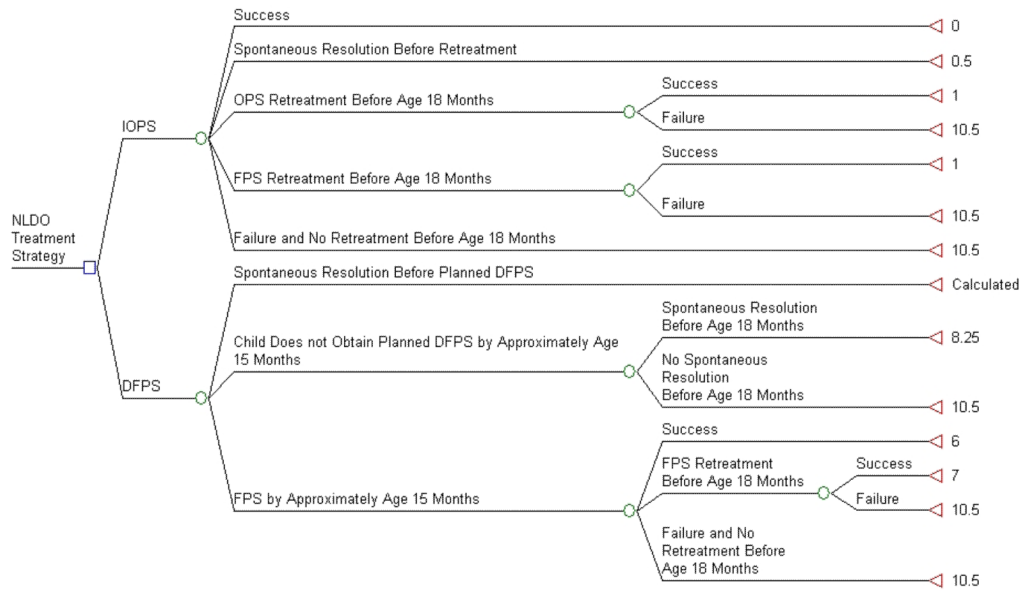 Success
0
Spontaneous Resolution Before Retreatment
0.5
OPS Retreatment Before Age 18 Months
Success
1
Failure
10.5
IOPS
FPS Retreatment Before Age 18 Months
Success
1
Failure
10.5
Failure and No Retreatment Before Age 18 Months
10.5
NLDO
Treatment
Strategy
Spontaneous Resolution Before Planned DFPS
Calculated
Child Does not Obtain Planned DFPS by Approximately Age
15 Months
Spontaneous Resolution
Before Age 18 Months
8.25
No Spontaneous
Resolution
Before Age 18 Months
10.5
DFPS
FPS by Approximately Age 15 Months
Success
6
FPS Retreatment
Before Age 18 Months
Success
7
Failure
10.5
Failure and No
Retreatment Before
Age 18 Months
10.5